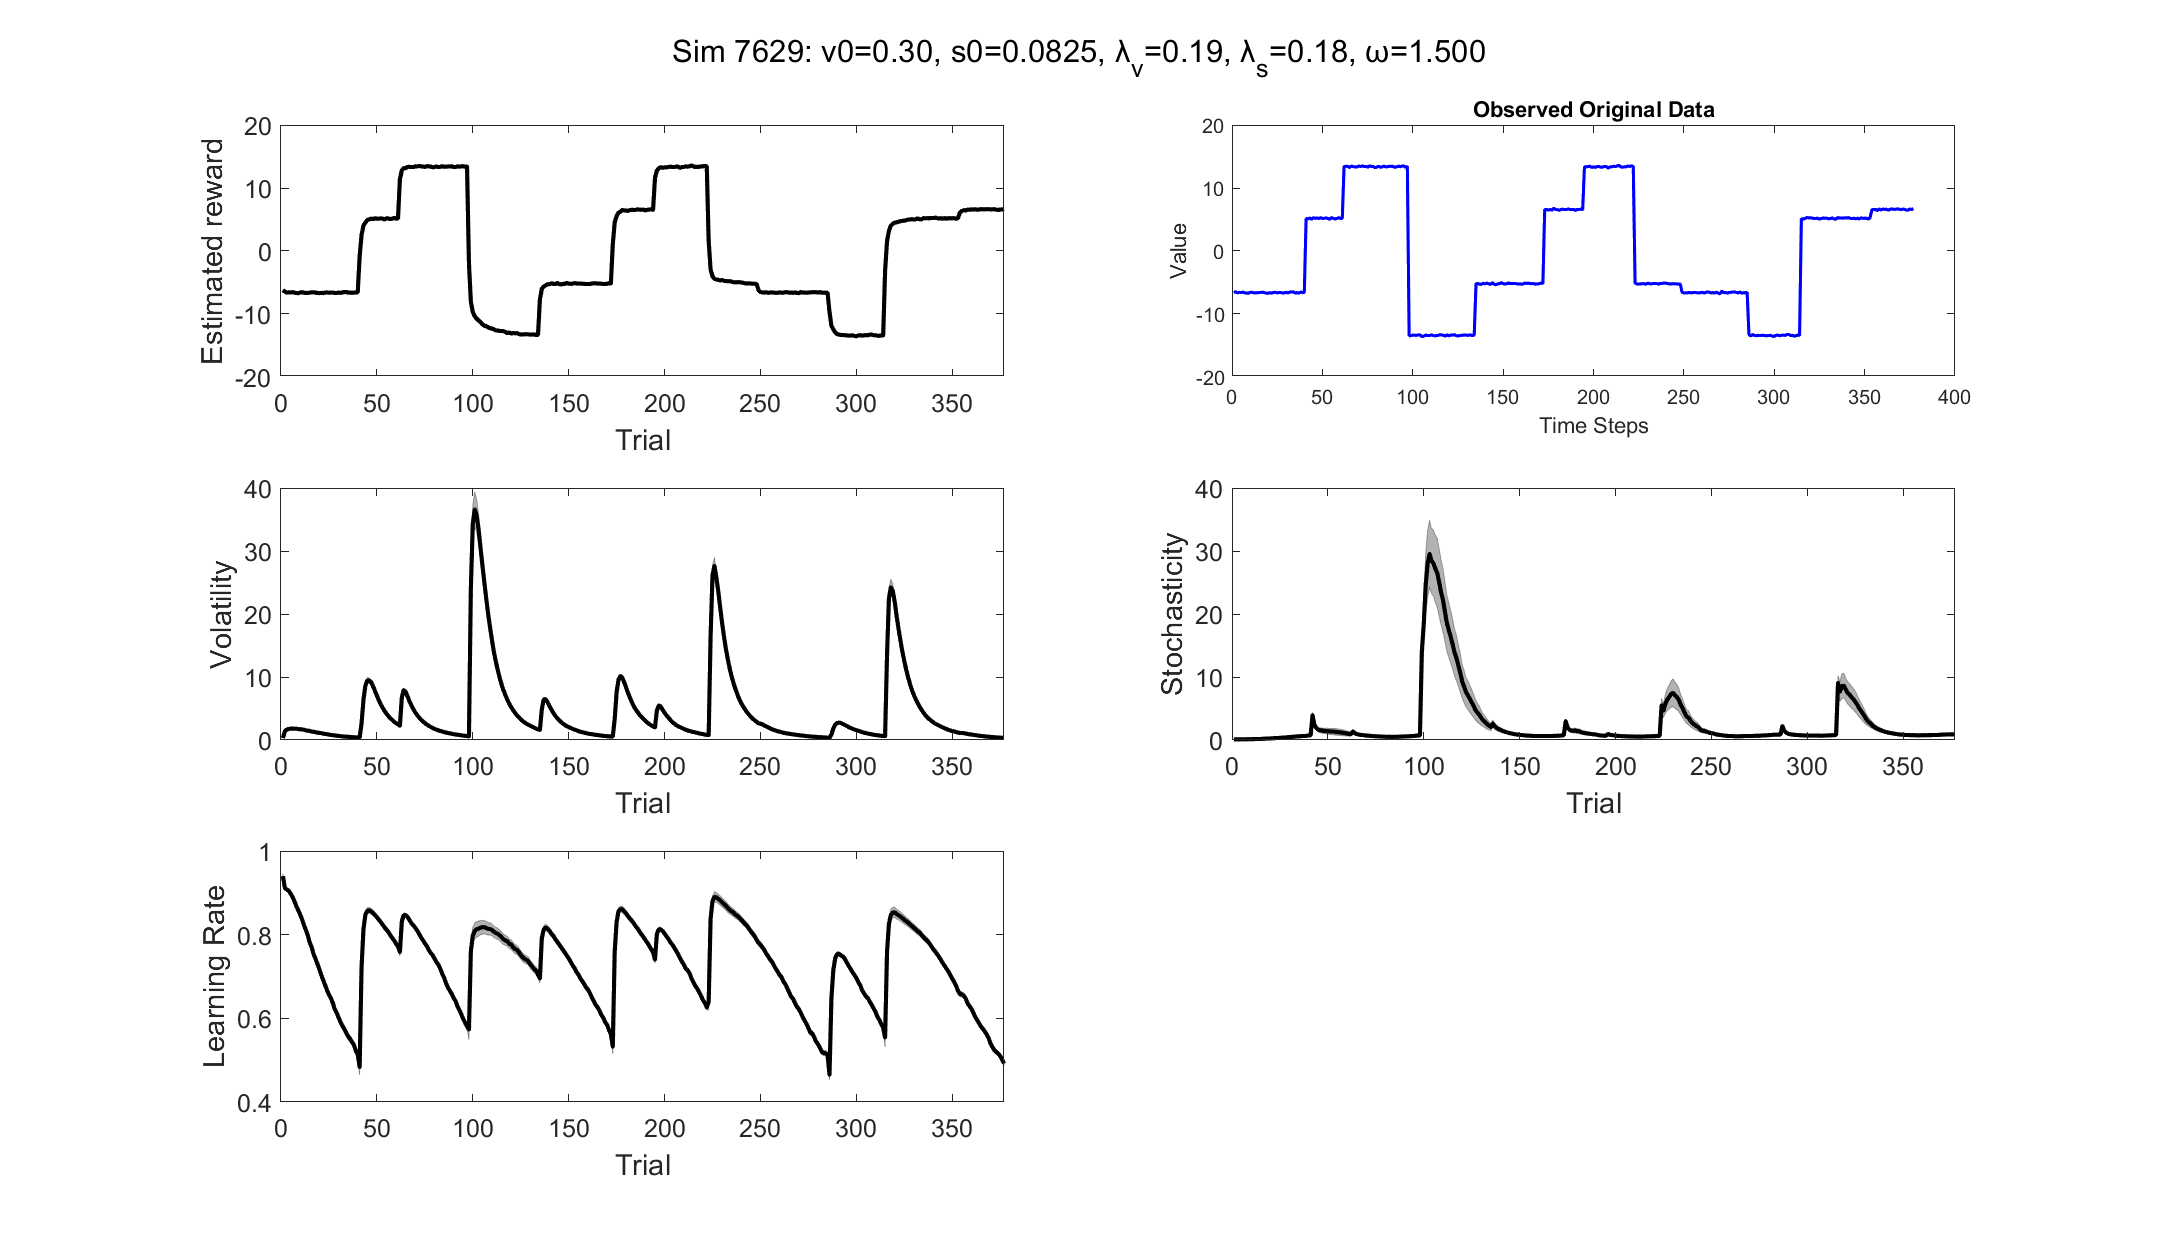 Sim 7629: v0=0.30, s0=0.0825, λv=0.19, λs=0.18, ω=1.500
20
10
0
-10
-20
Estimated reward
0 50 100 150 200 250 300 350
Trial
Observed Original Data
20
10
0
-10
-20
Value
0 50 100 150 200 250 300 350 400
Time Steps
40
30
20
10
0
Volatility
0 50 100 150 200 250 300 350
Trial
40
30
20
10
0
Stochasticity
0 50 100 150 200 250 300 350
Trial
1
0.8
0.6
0.4
Learning Rate
0 50 100 150 200 250 300 350
Trial